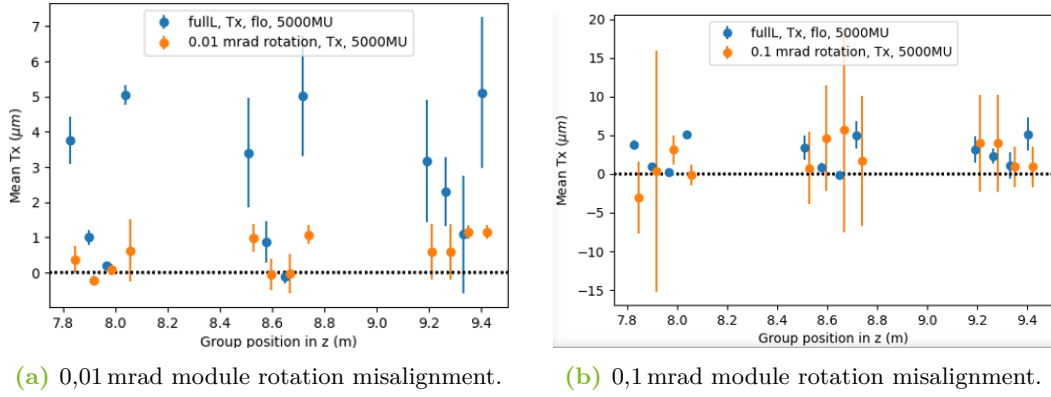 fullL, Tx, flo, 5000MU
0.01 mrad rotation, Tx, 5000MU
7
6
5
4
3
2
1
0
Mean Tx (μm)
7.8 8.0 8.2 8.4 8.6 8.8 9.0 9.2 9.4
Group position in z (m)
(a) 0,01 mrad module rotation misalignment.
fullL, Tx, flo, 5000MU
0.1 mrad rotation, Tx, 5000MU
20
15
10
5
0
−5
−10
−15
Mean Tx (μm)
7.8 8.0 8.2 8.4 8.6 8.8 9.0 9.2 9.4
Group position in z (m)
(b) 0,1 mrad module rotation misalignment.